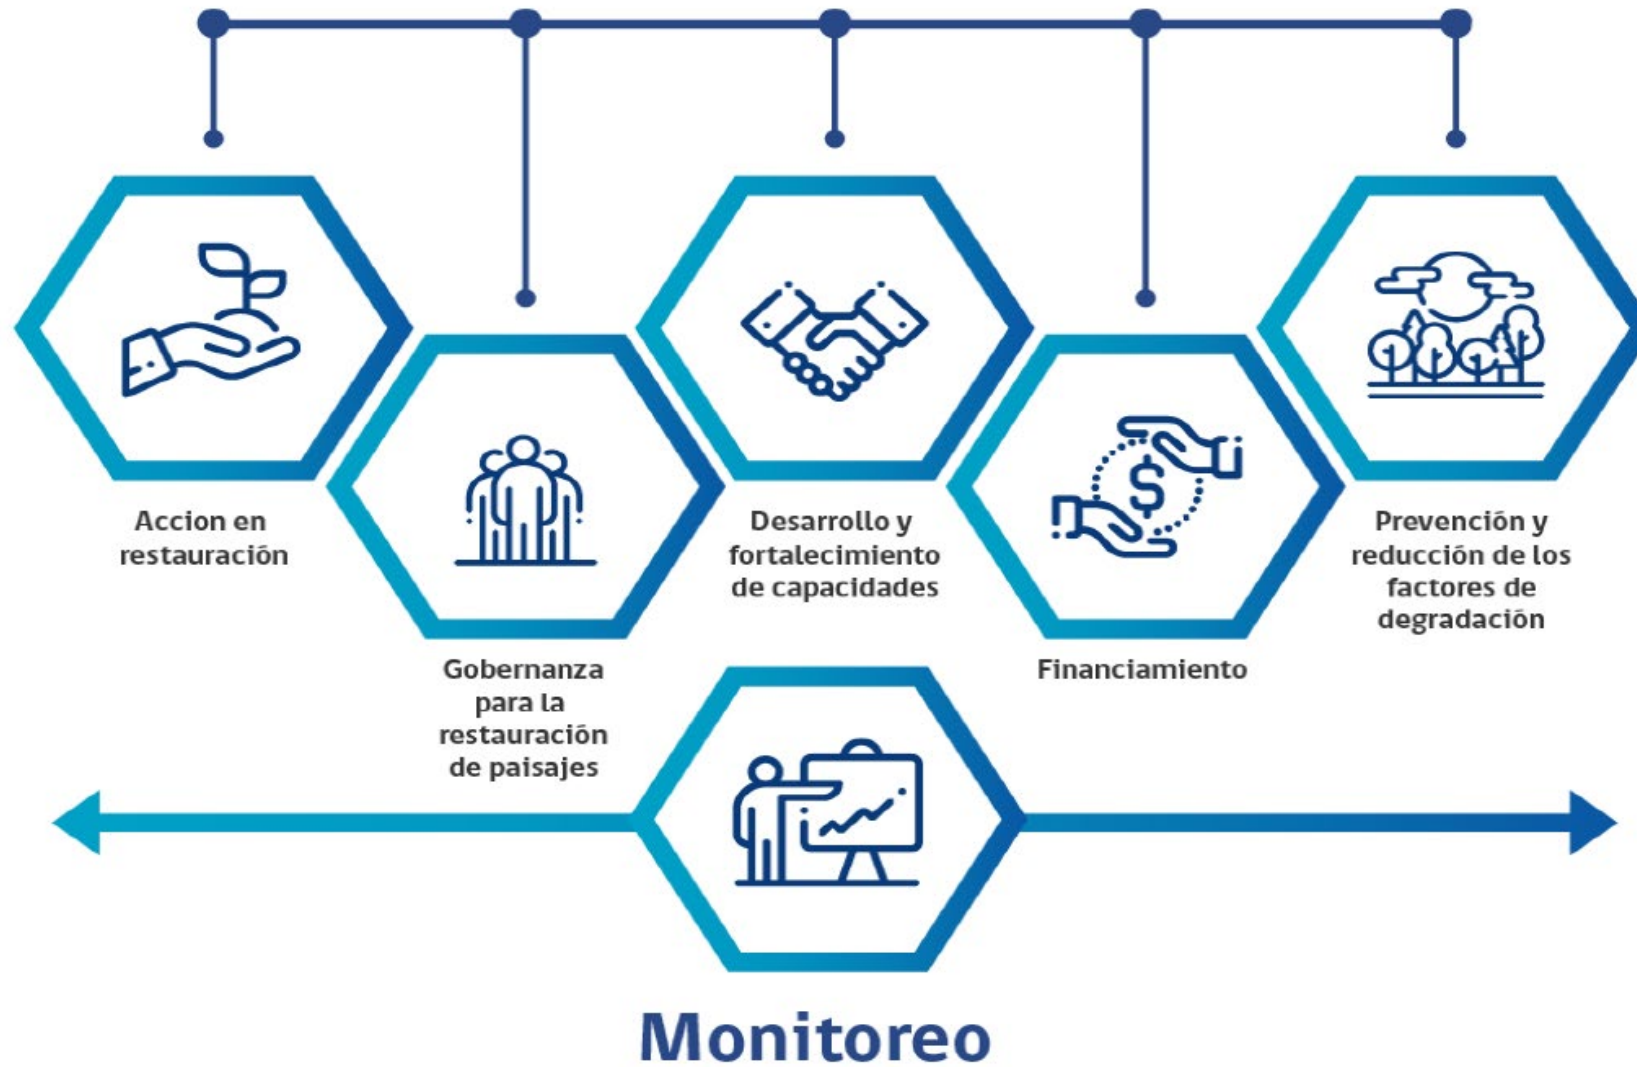 Accion en
restauración
Gobernanza
para la
restauración
de paisajes
Desarrollo y
fortalecimiento
de capacidades
$
Financiamiento
Prevención y
reducción de los
factores de
degradación
Monitoreo